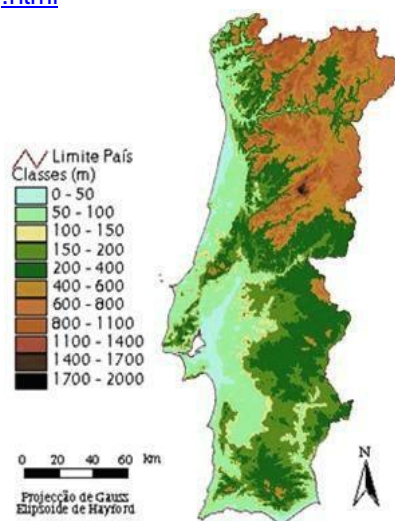 .html
Limite País
Classes (m)
0 - 50
50 - 100
100 - 150
150 - 200
200 - 400
400 - 600
600 - 800
800 - 1100
1100 - 1400
1400 - 1700
1700 - 2000
N
0 20 40 60 km
Projecção de Gauss
Elipsoide de Hayford